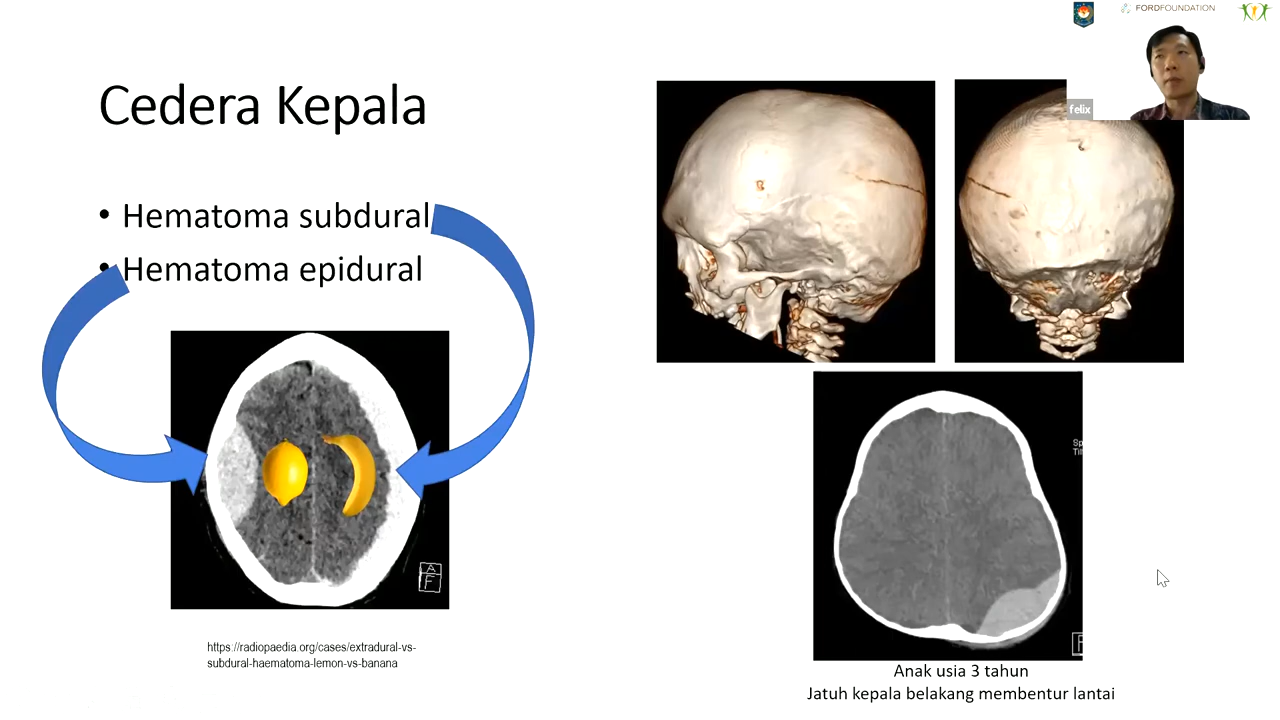 FORDFOUNDATION
felix
Cedera Kepala
• Hematoma subdural
• Hematoma epidural
A
F
https://radiopaedia.org/cases/extradural-vs-
subdural-haematoma-lemon-vs-banana
Sp
F
Anak usia 3 tahun
Jatuh kepala belakang membentur lantai